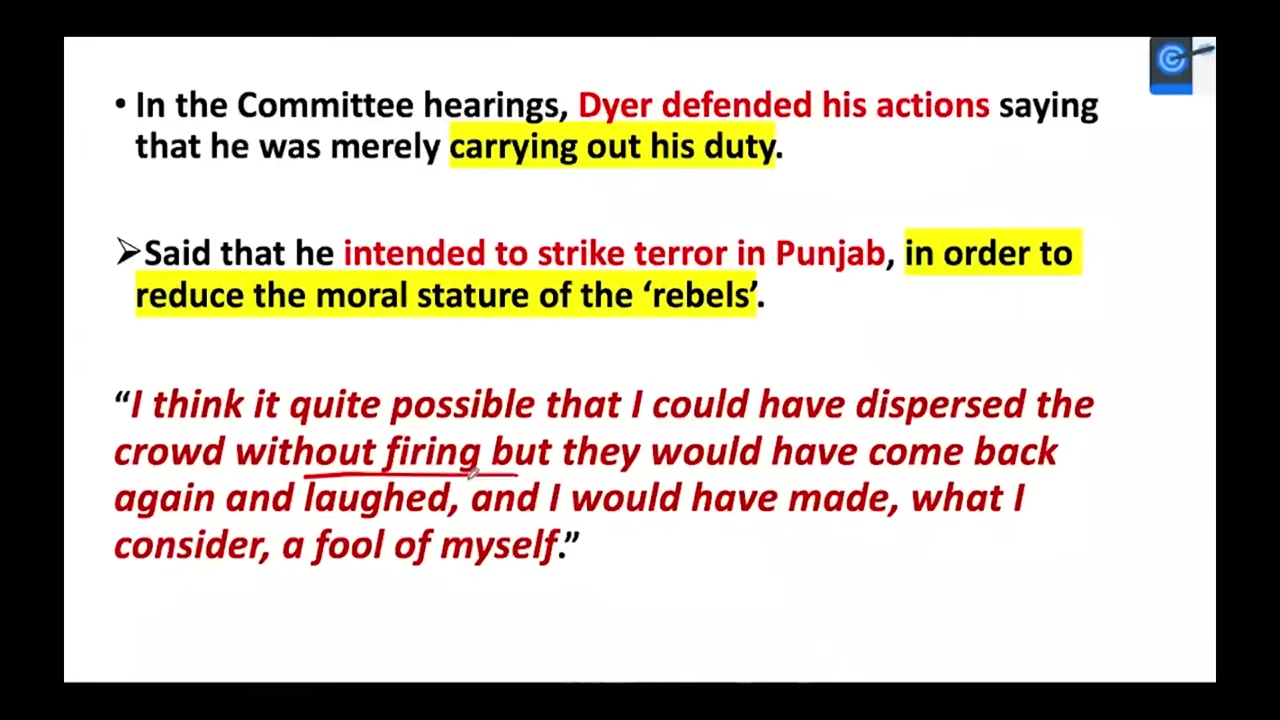 • In the Committee hearings, Dyer defended his actions saying
that he was merely carrying out his duty.
➢Said that he intended to strike terror in Punjab, in order to
reduce the moral stature of the ‘rebels’.
“I think it quite possible that I could have dispersed the
crowd without firing but they would have come back
again and laughed, and I would have made, what I
consider, a fool of myself.”